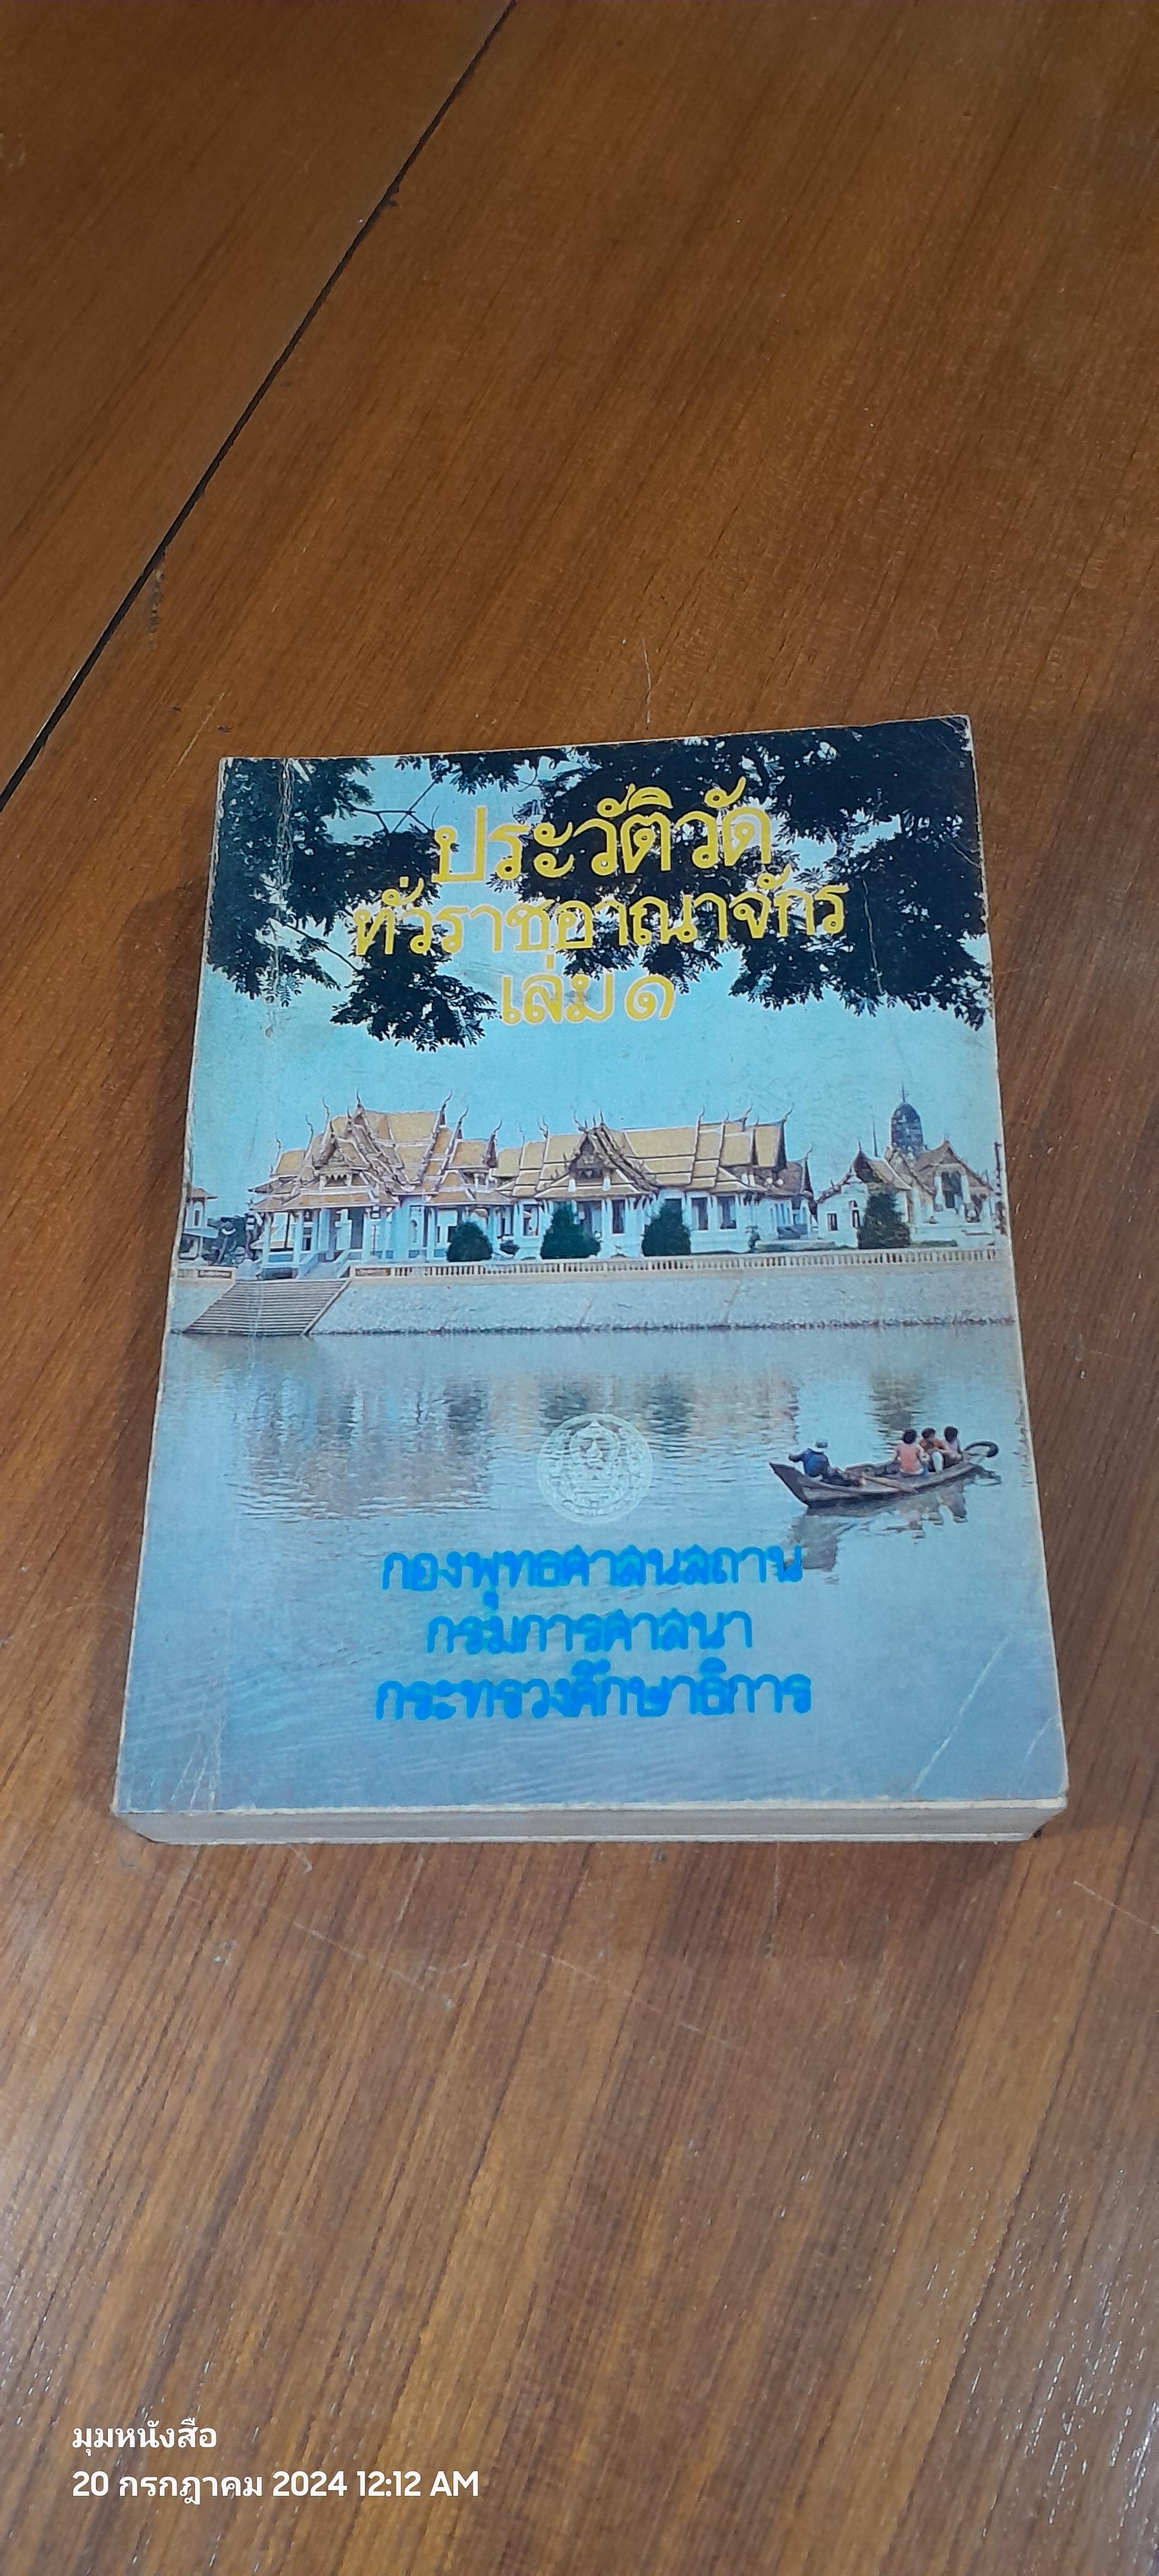 ประวัติวัด
ทั่วราชอาณาจักร
เล่ม ๑
กองพุทธศาสนสถาน
กรมการศาสนา
กระทรวงศึกษาธิการ
มุมหนังสือ
20 กรกฎาคม 2024 12:12 AM